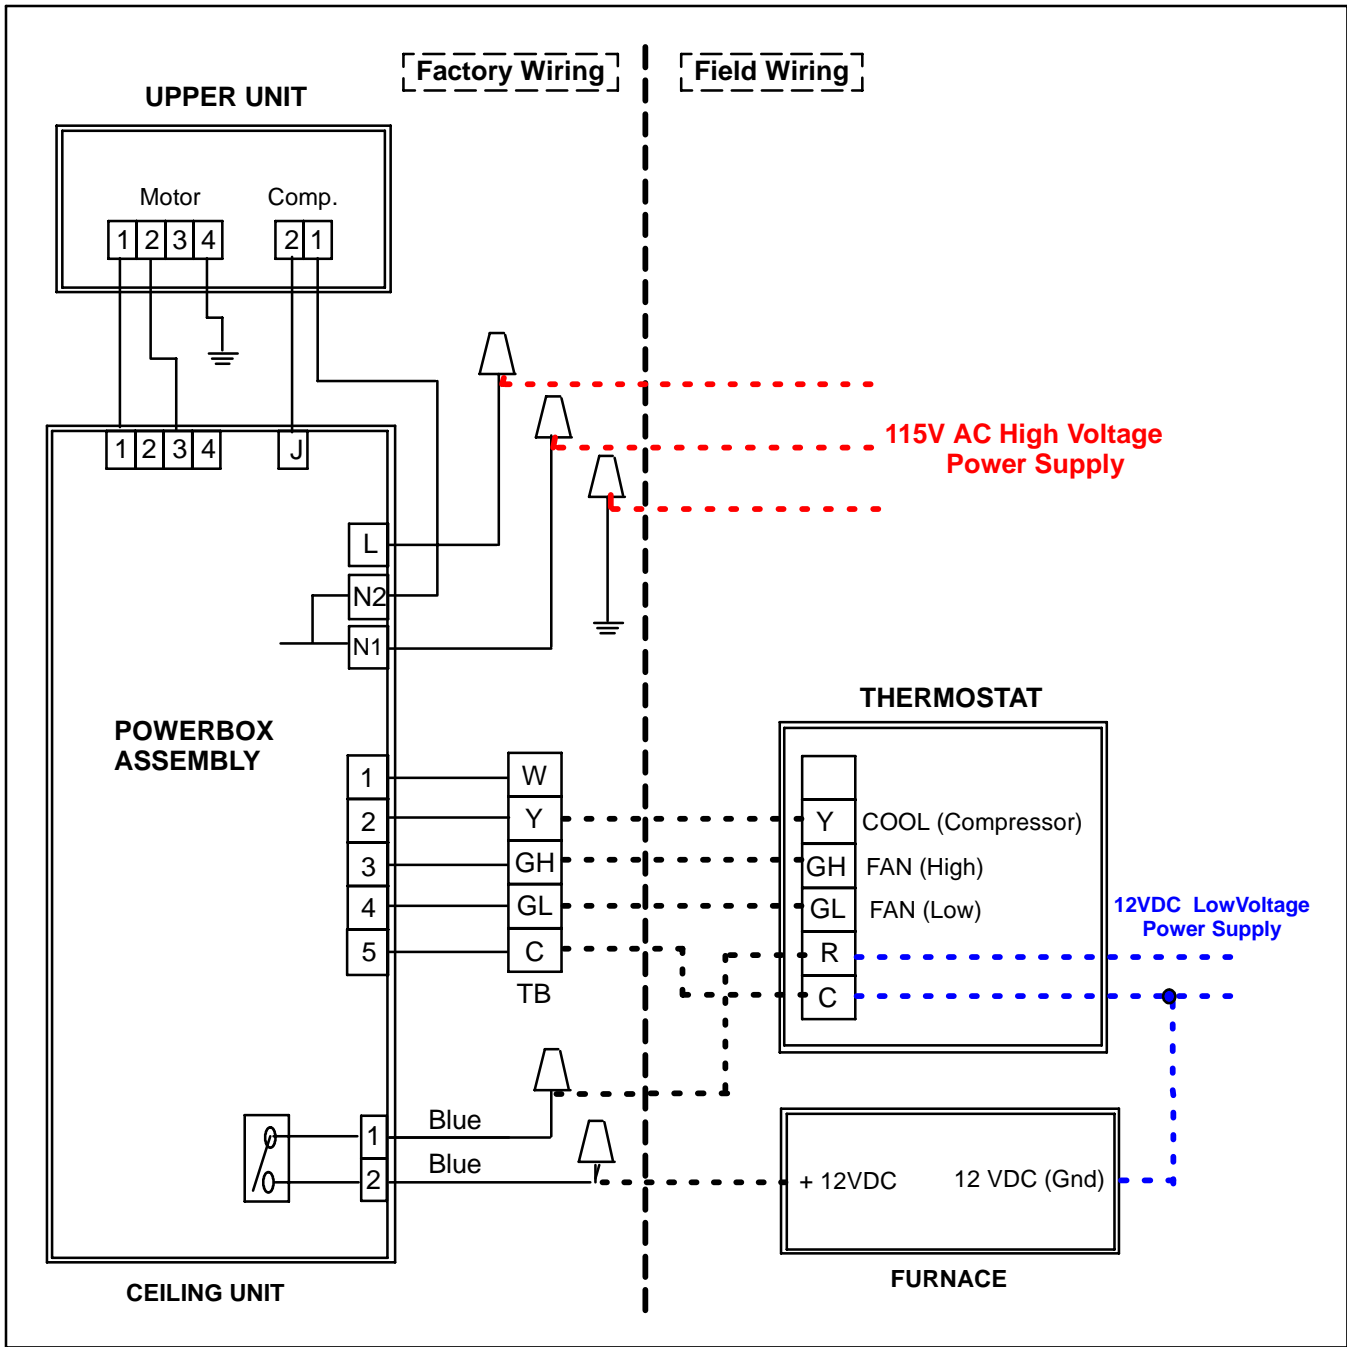 Factory Wiring
Field Wiring
UPPER UNIT
Motor
Comp.
1 2 3 4
2 1
1 2 3 4
J
115V AC High Voltage
Power Supply
L
N2
N1
THERMOSTAT
POWERBOX
ASSEMBLY
1
W
2
Y
Y
COOL (Compressor)
3
GH
GH
FAN (High)
4
GL
GL
FAN (Low)
12VDC LowVoltage
Power Supply
5
C
R
C
TB
1
Blue
2
Blue
+ 12VDC
12 VDC (Gnd)
FURNACE
CEILING UNIT